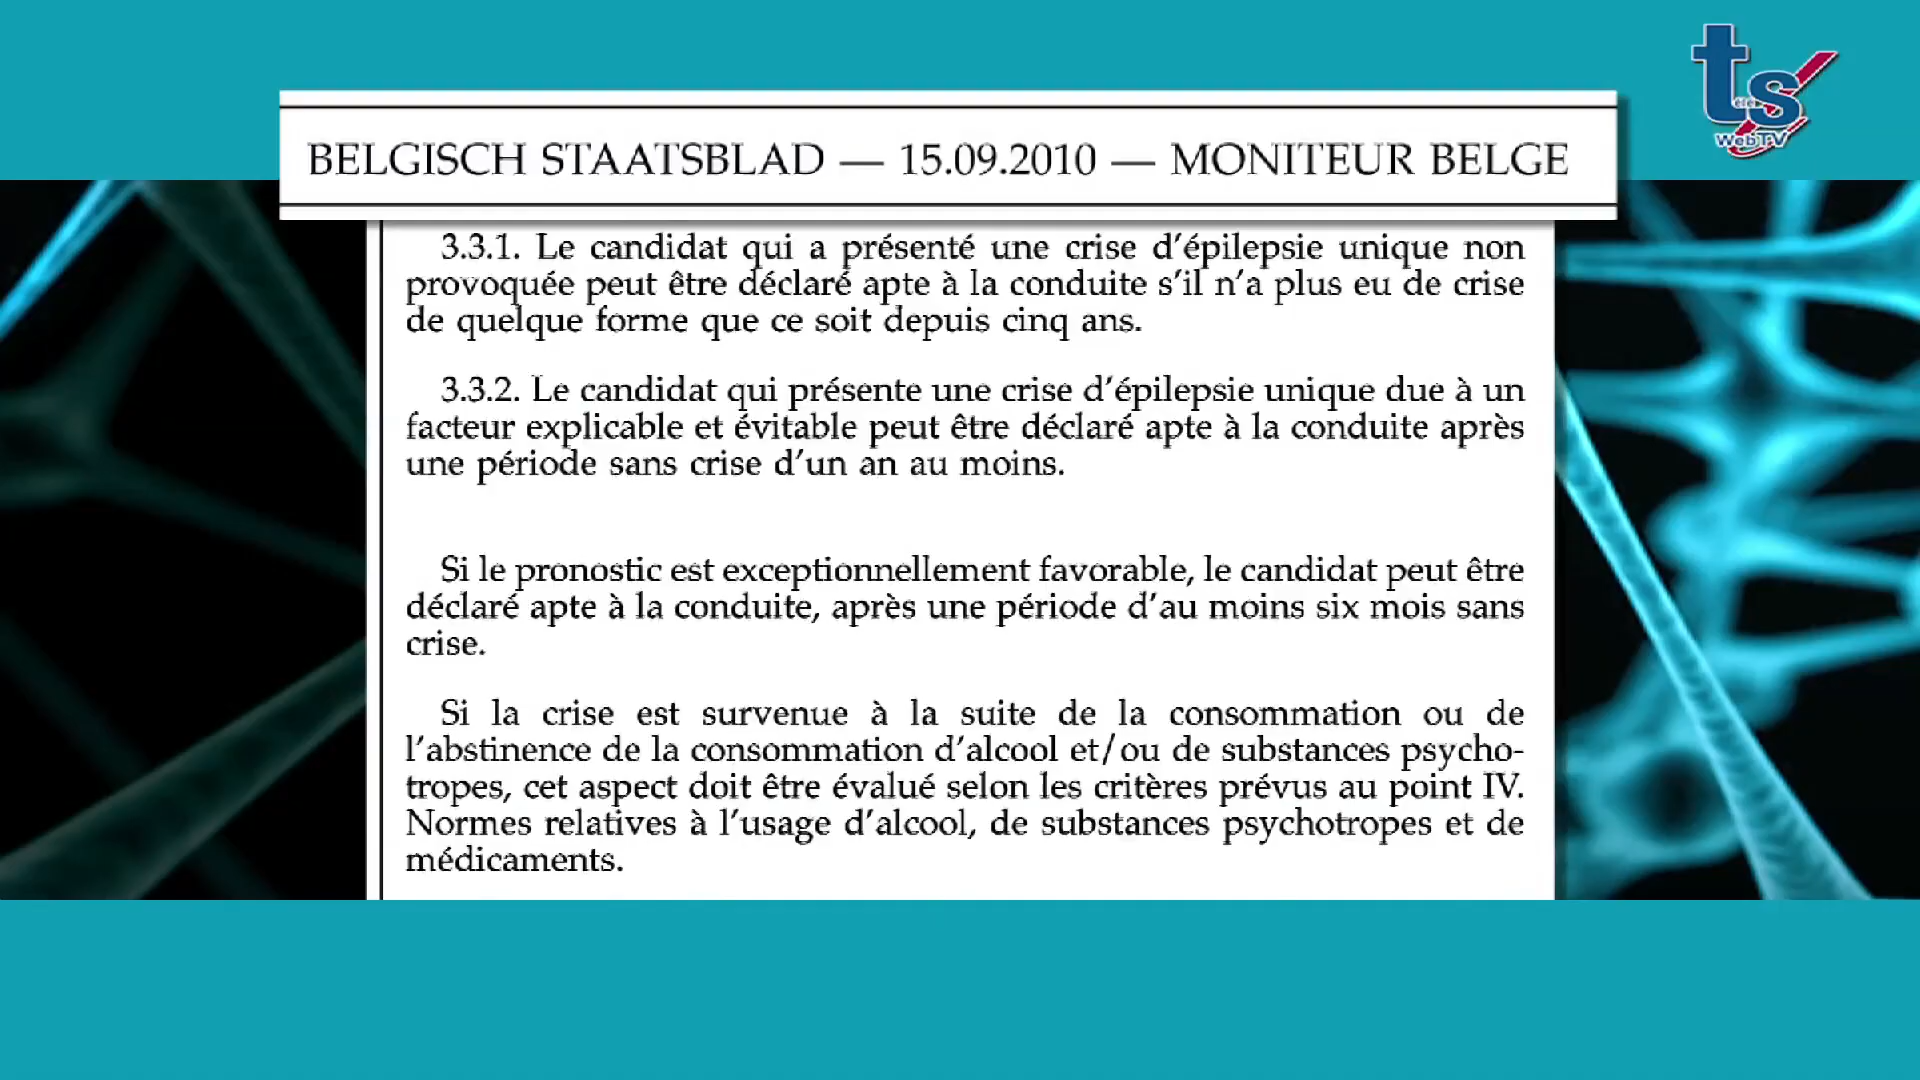 ts
télé
WebTV
BELGISCH STAATSBLAD — 15.09.2010 — MONITEUR BELGE
3.3.1. Le candidat qui a présenté une crise d'épilepsie unique non
provoquée peut être déclaré apte à la conduite s'il n'a plus eu de crise
de quelque forme que ce soit depuis cinq ans.
3.3.2. Le candidat qui présente une crise d'épilepsie unique due à un
facteur explicable et évitable peut être déclaré apte à la conduite après
une période sans crise d'un an au moins.
Si le pronostic est exceptionnellement favorable, le candidat peut être
déclaré apte à la conduite, après une période d'au moins six mois sans
crise.
Si la crise est survenue à la suite de la consommation ou de
l'abstinence de la consommation d'alcool et/ou de substances psycho-
tropes, cet aspect doit être évalué selon les critères prévus au point IV.
Normes relatives à l'usage d'alcool, de substances psychotropes et de
médicaments.